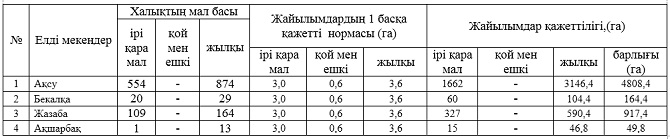 № Елді мекендер Халықтың мал басы Жайылымдардың 1 басқа қажетті нормасы (га) Жайылымдар қажеттілігі,(га)
ірі қара мал қой мен ешкі жылқы ірі қара мал қой мен ешкі жылқы ірі қара мал қой мен ешкі жылқы барлығы (га)
1 Ақсу 554 - 874 3,0 0,6 3,6 1662 - 3146,4 4808,4
2 Бекалқа 20 - 29 3,0 0,6 3,6 60 - 104,4 164,4
3 Жазаба 109 - 164 3,0 0,6 3,6 327 - 590,4 917,4
4 Ақшарбақ 1 - 13 3,0 0,6 3,6 15 - 46,8 49,8